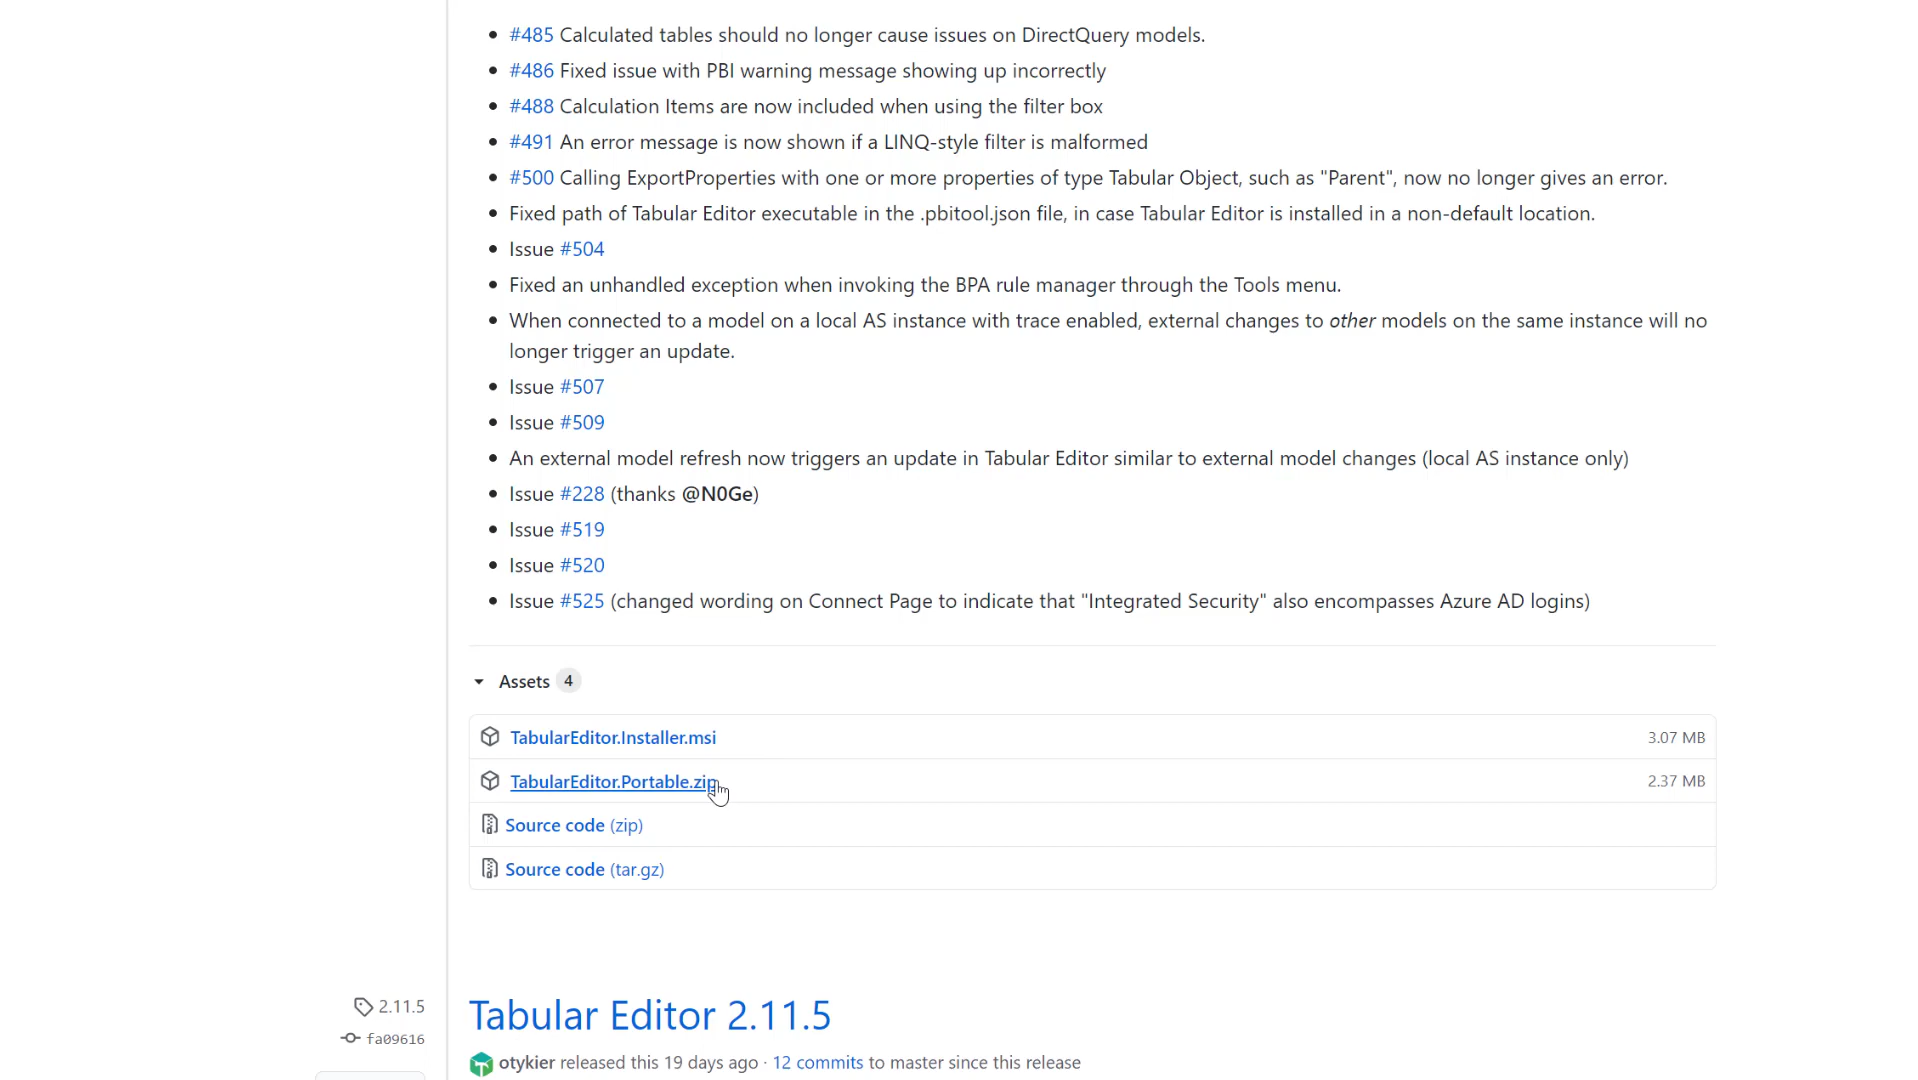 #485 Calculated tables should no longer cause issues on DirectQuery models.
#486 Fixed issue with PBI warning message showing up incorrectly
#488 Calculation Items are now included when using the filter box
#491 An error message is now shown if a LINQ-style filter is malformed
#500 Calling ExportProperties with one or more properties of type Tabular Object, such as "Parent", now no longer gives an error.
Fixed path of Tabular Editor executable in the .pbitool.json file, in case Tabular Editor is installed in a non-default location.
Issue #504
Fixed an unhandled exception when invoking the BPA rule manager through the Tools menu.
When connected to a model on a local AS instance with trace enabled, external changes to other models on the same instance will no
longer trigger an update.
Issue #507
Issue #509
An external model refresh now triggers an update in Tabular Editor similar to external model changes (local AS instance only)
Issue #228 (thanks @N0Ge)
Issue #519
Issue #520
Issue #525 (changed wording on Connect Page to indicate that "Integrated Security" also encompasses Azure AD logins)
Assets 4
TabularEditor.Installer.msi 3.07 MB
TabularEditor.Portable.zip 2.37 MB
Source code (zip)
Source code (tar.gz)
2.11.5
fa09616
Tabular Editor 2.11.5
otykier released this 19 days ago · 12 commits to master since this release